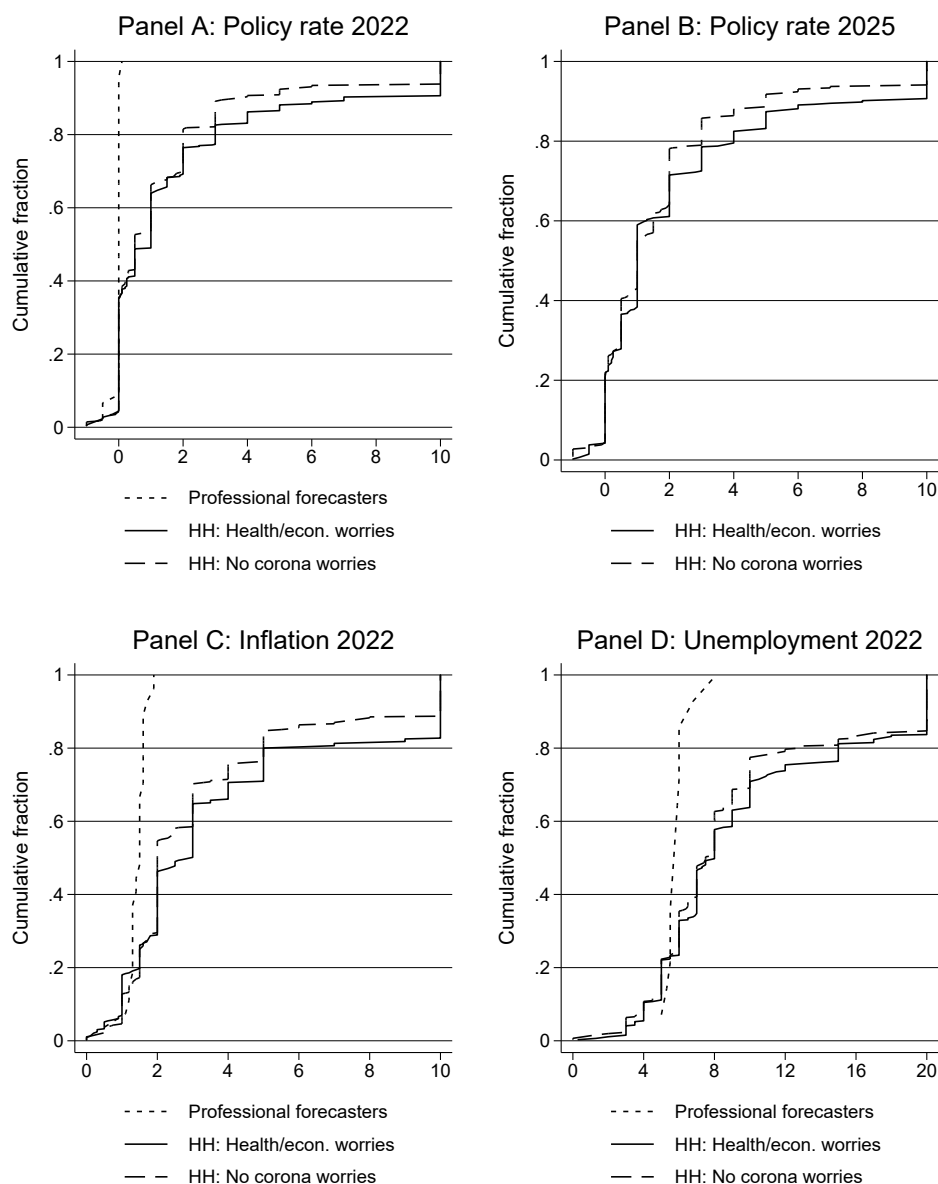 Panel A: Policy rate 2022
Cumulative fraction
1
.8
.6
.4
.2
0
0 2 4 6 8 10
Professional forecasters
HH: Health/econ. worries
HH: No corona worries
Panel B: Policy rate 2025
Cumulative fraction
1
.8
.6
.4
.2
0
0 2 4 6 8 10
HH: Health/econ. worries
HH: No corona worries
Panel C: Inflation 2022
Cumulative fraction
1
.8
.6
.4
.2
0
0 2 4 6 8 10
Professional forecasters
HH: Health/econ. worries
HH: No corona worries
Panel D: Unemployment 2022
Cumulative fraction
1
.8
.6
.4
.2
0
0 4 8 12 16 20
Professional forecasters
HH: Health/econ. worries
HH: No corona worries